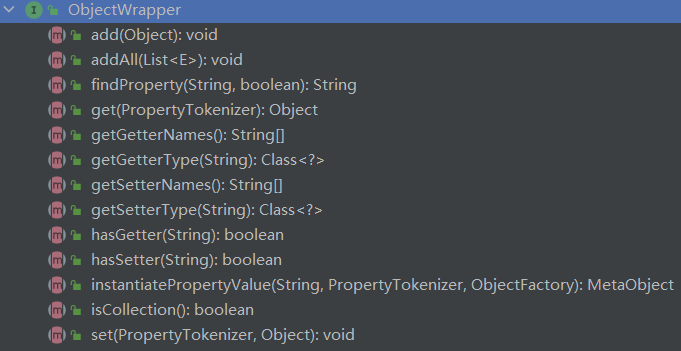 ObjectWrapper
add(Object): void
addAll(List<E>): void
findProperty(String, boolean): String
get(PropertyTokenizer): Object
getGetterNames(): String[]
getGetterType(String): Class<?>
getSetterNames(): String[]
getSetterType(String): Class<?>
hasGetter(String): boolean
hasSetter(String): boolean
instantiatePropertyValue(String, PropertyTokenizer, ObjectFactory): MetaObject
isCollection(): boolean
set(PropertyTokenizer, Object): void